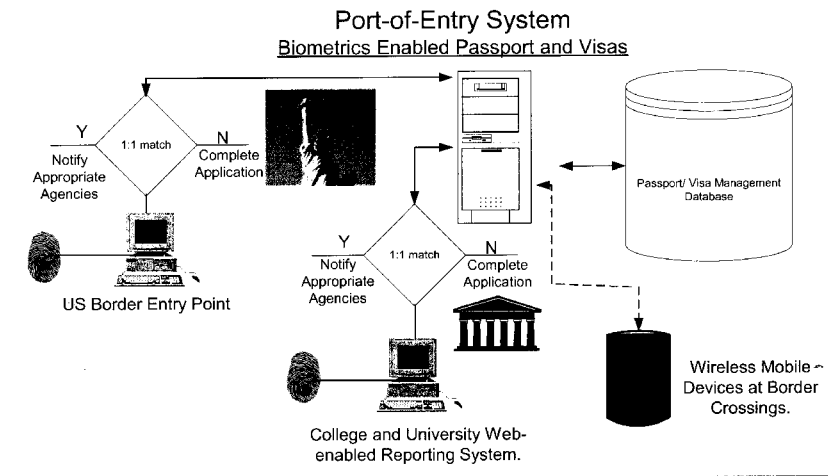 Port-of-Entry System
Biometrics Enabled Passport and Visas
Y
1:1 match
N
Notify
Appropriate
Agencies
Complete
Application
US Border Entry Point
Y
1:1 match
N
Notify
Appropriate
Agencies
Complete
Application
College and University Web-
enabled Reporting System.
Passport/ Visa Management
Database
Wireless Mobile
Devices at Border
Crossings.